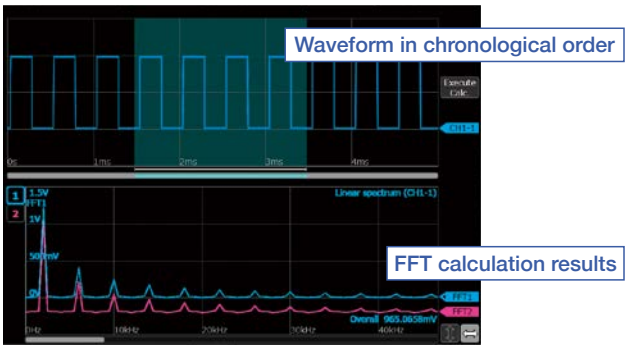 Waveform in chronological order
Execute
Calc.
CH1-1
0s 1ms 2ms 3ms 4ms
1 1.5V Linear spectrum (CH1-1)
FFT1
2
1V
500mV
FFT calculation results
0V
FFT1
FFT2
Overall 965.0658mV
0Hz 10kHz 20kHz 30kHz 40kHz